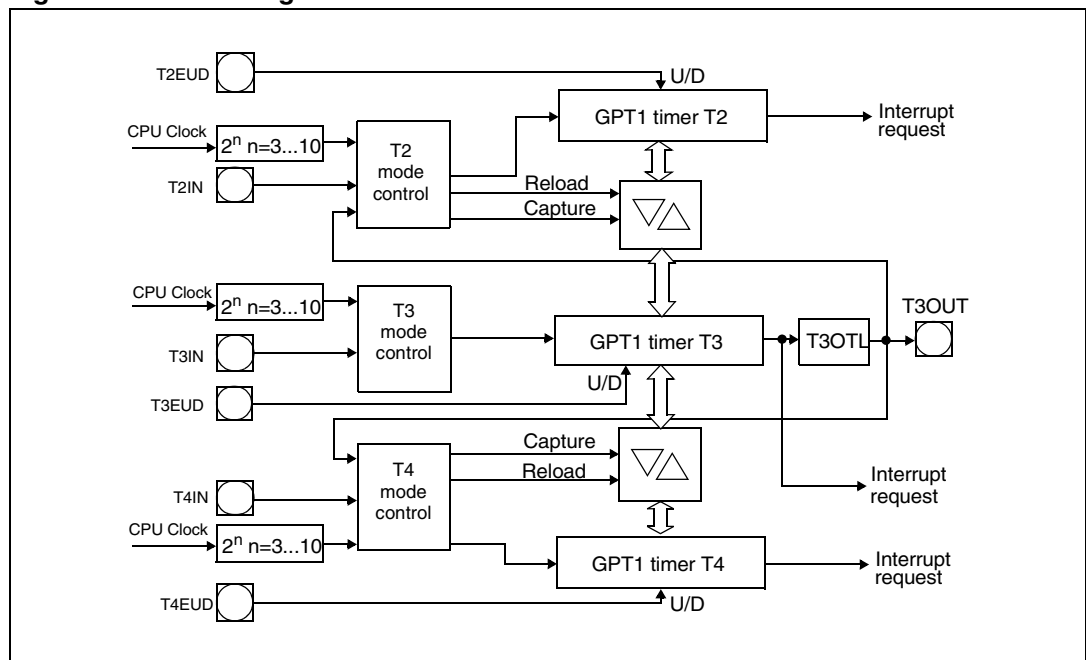 T2EUD
U/D
GPT1 timer T2
Interrupt
request
CPU Clock
2ⁿ n=3...10
T2
mode
control
T2IN
Reload
Capture
CPU Clock
2ⁿ n=3...10
T3
mode
control
T3IN
T3EUD
U/D
GPT1 timer T3
T3OTL
T3OUT
Interrupt
request
Capture
Reload
T4
mode
control
T4IN
CPU Clock
2ⁿ n=3...10
GPT1 timer T4
Interrupt
request
T4EUD
U/D